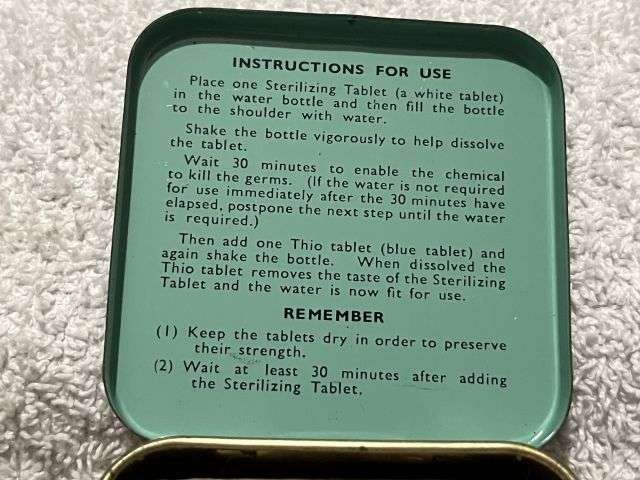 INSTRUCTIONS FOR USE
Place one Sterilizing Tablet (a white tablet)
in the water bottle and then fill the bottle
to the shoulder with water.
Shake the bottle vigorously to help dissolve
the tablet.
Wait 30 minutes to enable the chemical
to kill the germs. (If the water is not required
for use immediately after the 30 minutes have
elapsed, postpone the next step until the water
is required.)
Then add one Thio tablet (blue tablet) and
again shake the bottle. When dissolved the
Thio tablet removes the taste of the Sterilizing
Tablet and the water is now fit for use.
REMEMBER
(1) Keep the tablets dry in order to preserve
their strength.
(2) Wait at least 30 minutes after adding
the Sterilizing Tablet.